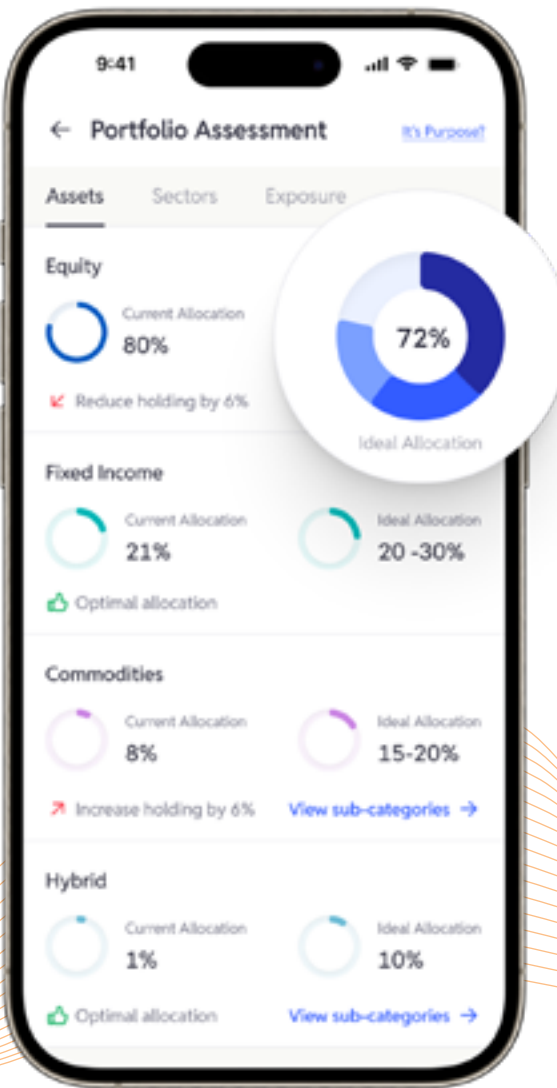 9:41
← Portfolio Assessment It's Purpose?
Assets Sectors Exposure
Equity
Current Allocation
80%
72%
Ideal Allocation
Reduce holding by 6%
Fixed Income
Current Allocation Ideal Allocation
21% 20 -30%
Optimal allocation
Commodities
Current Allocation Ideal Allocation
8% 15-20%
Increase holding by 6% View sub-categories →
Hybrid
Current Allocation Ideal Allocation
1% 10%
Optimal allocation View sub-categories →